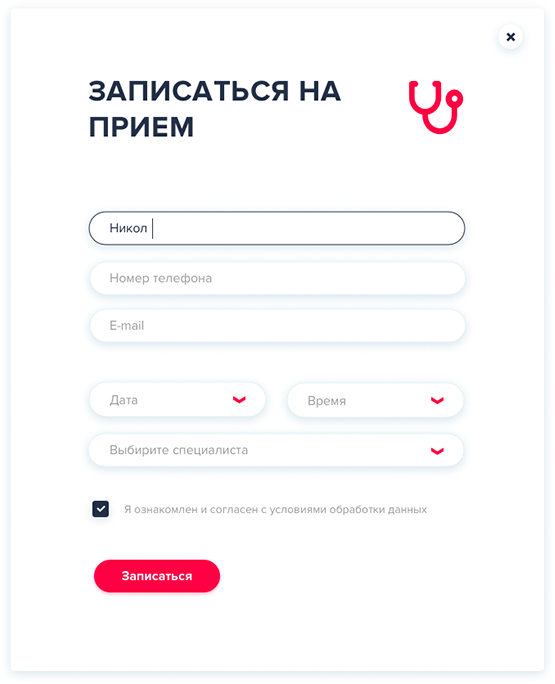 ЗАПИСАТЬСЯ НА
ПРИЕМ
Никол
Номер телефона
E-mail
Дата
Время
Выбирите специалиста
Я ознакомлен и согласен с условиями обработки данных
Записаться